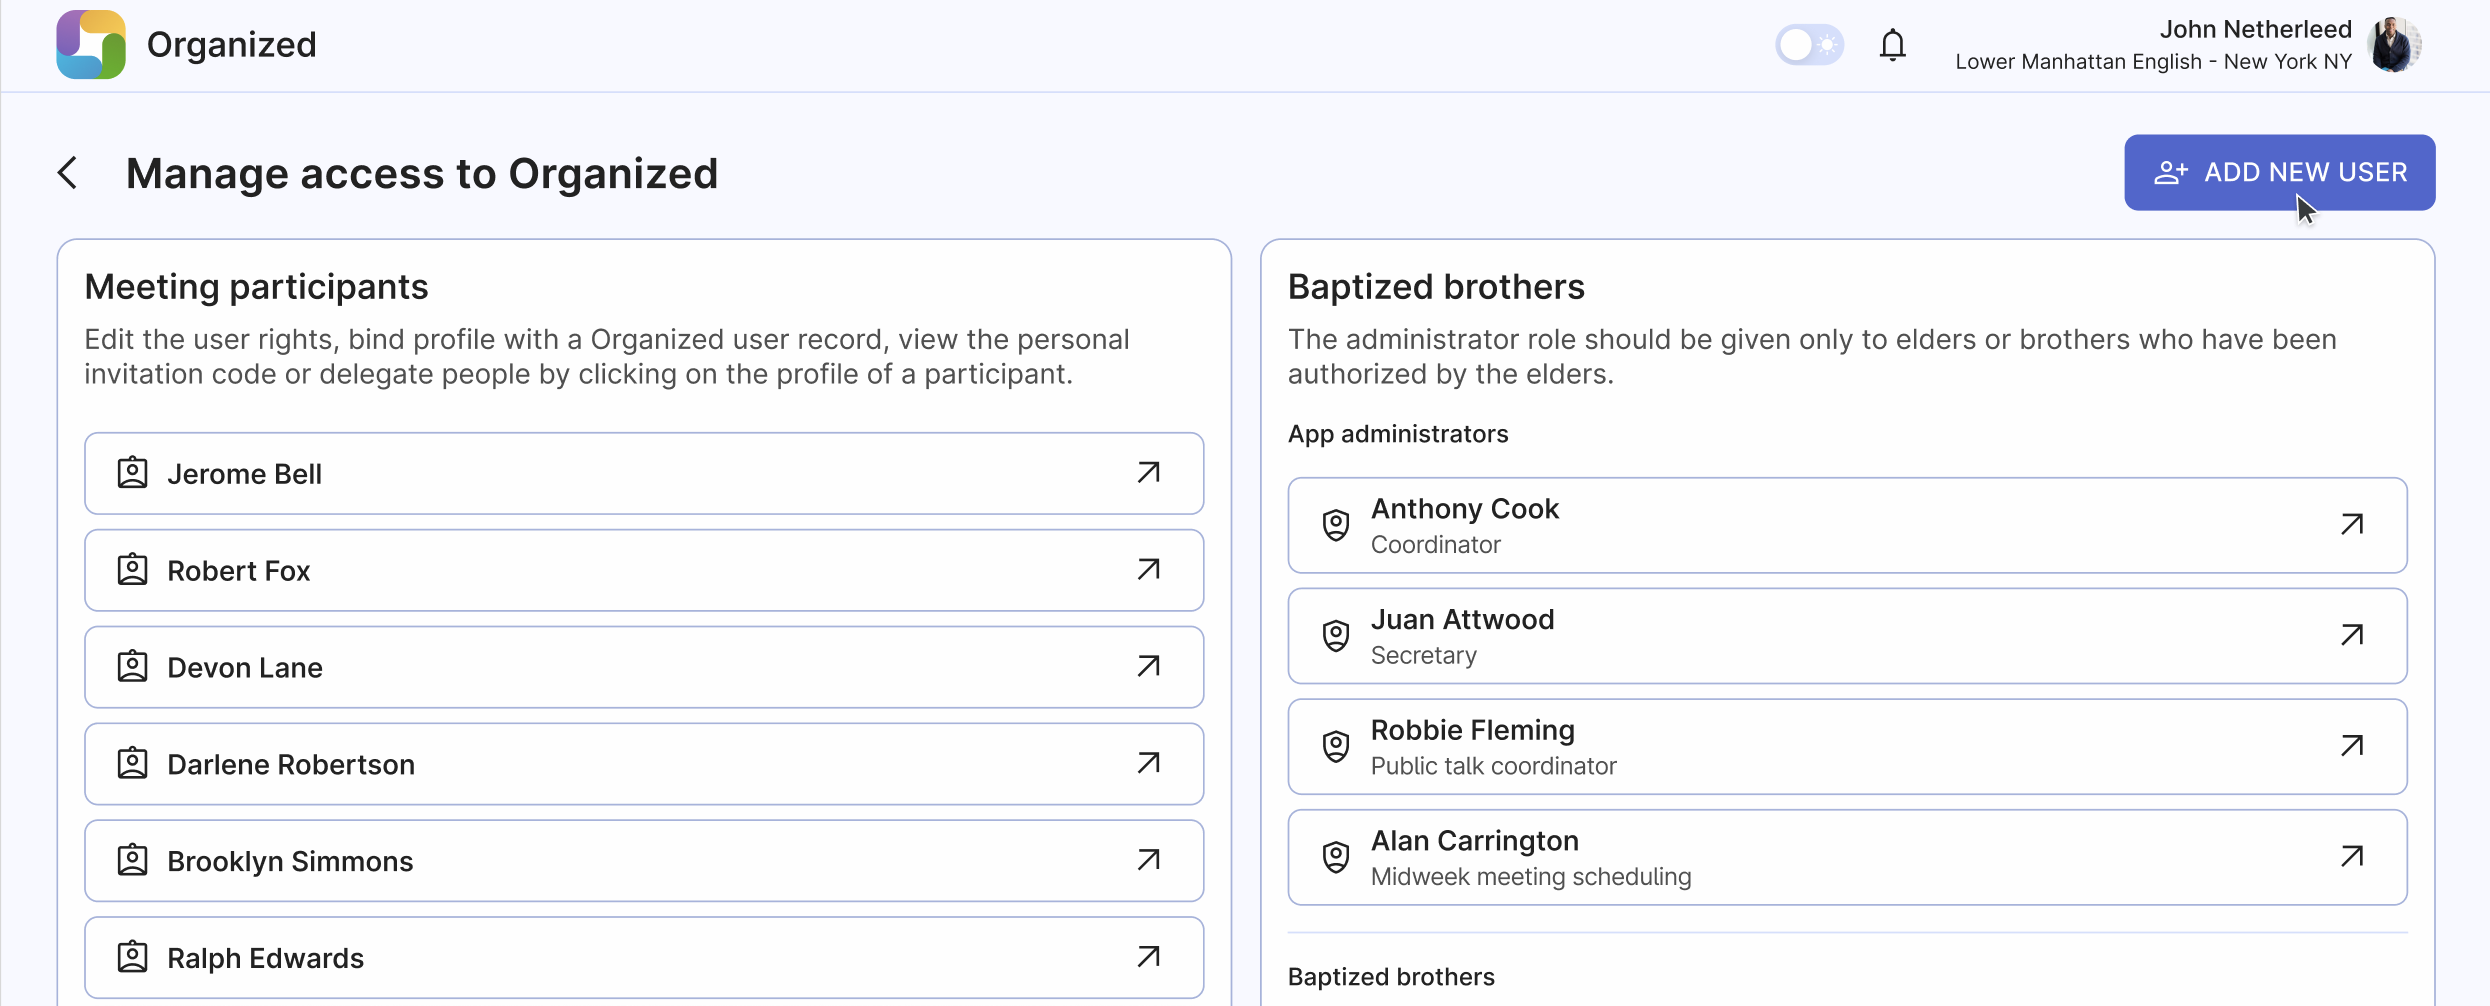 Organized
John Netherleed
Lower Manhattan English - New York NY
Manage access to Organized
ADD NEW USER
Meeting participants
Edit the user rights, bind profile with a Organized user record, view the personal
invitation code or delegate people by clicking on the profile of a participant.
Jerome Bell
Robert Fox
Devon Lane
Darlene Robertson
Brooklyn Simmons
Ralph Edwards
Baptized brothers
The administrator role should be given only to elders or brothers who have been
authorized by the elders.
App administrators
Anthony Cook
Coordinator
Juan Attwood
Secretary
Robbie Fleming
Public talk coordinator
Alan Carrington
Midweek meeting scheduling
Baptized brothers